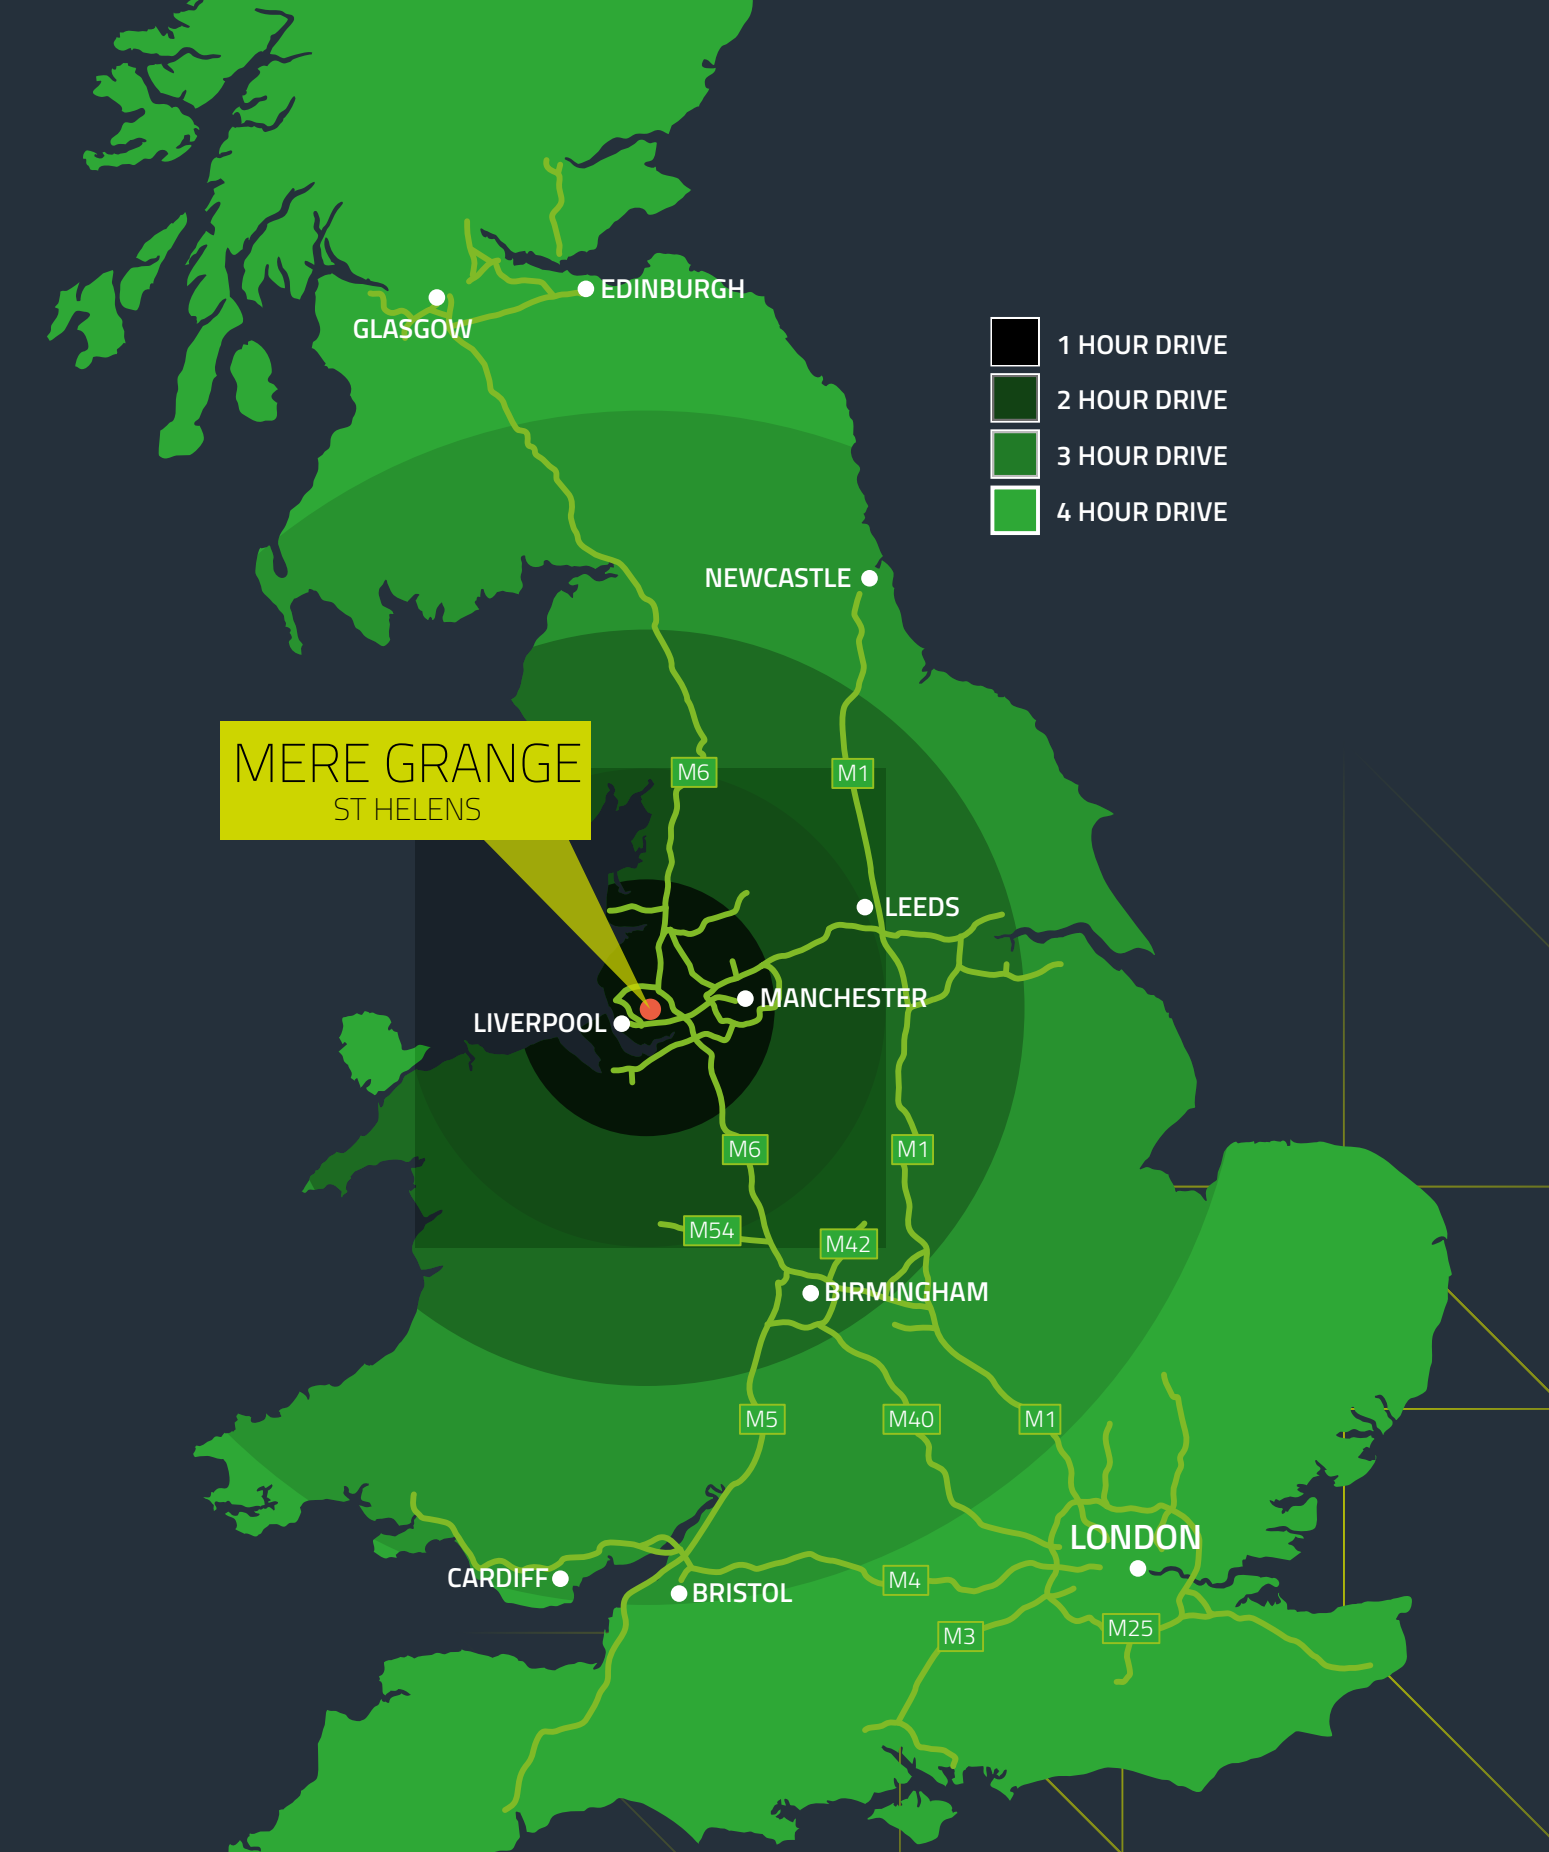 EDINBURGH
GLASGOW
1 HOUR DRIVE
2 HOUR DRIVE
3 HOUR DRIVE
4 HOUR DRIVE
NEWCASTLE
MERE GRANGE
ST HELENS
M6
M1
LEEDS
MANCHESTER
LIVERPOOL
M6
M1
M54
M42
BIRMINGHAM
M5
M40
M1
LONDON
CARDIFF
BRISTOL
M4
M3
M25